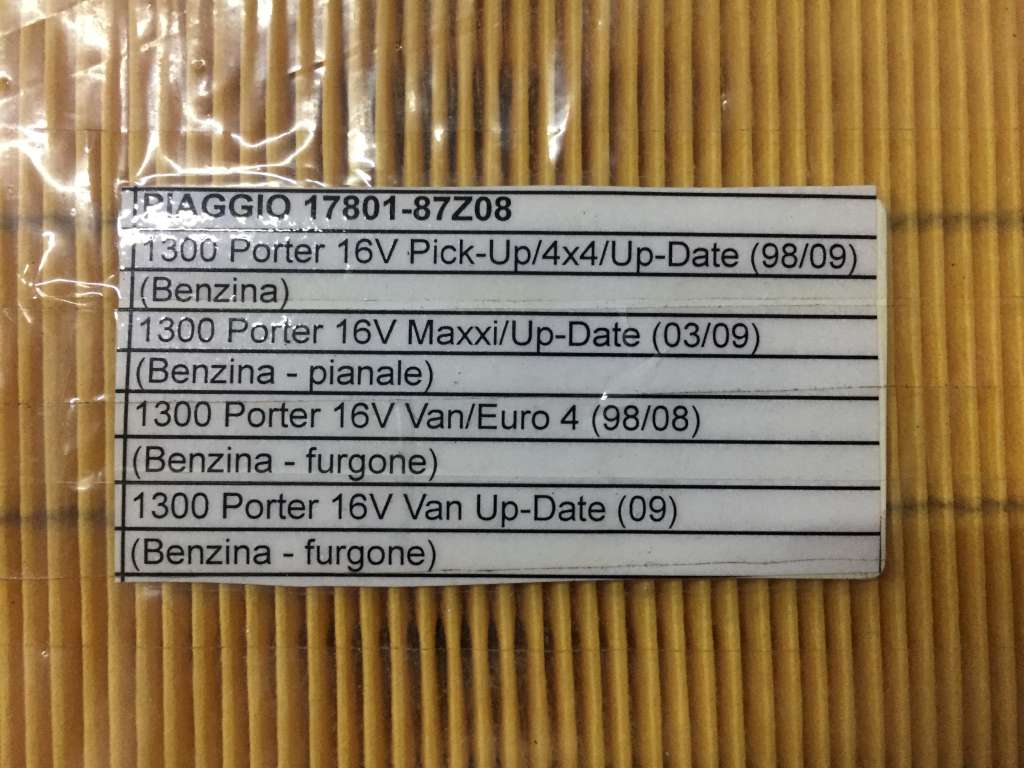 PIAGGIO 17801-87Z08
1300 Porter 16V Pick-Up/4x4/Up-Date (98/09)
(Benzina)
1300 Porter 16V Maxxi/Up-Date (03/09)
(Benzina - pianale)
1300 Porter 16V Van/Euro 4 (98/08)
(Benzina - furgone)
1300 Porter 16V Van Up-Date (09)
(Benzina - furgone)